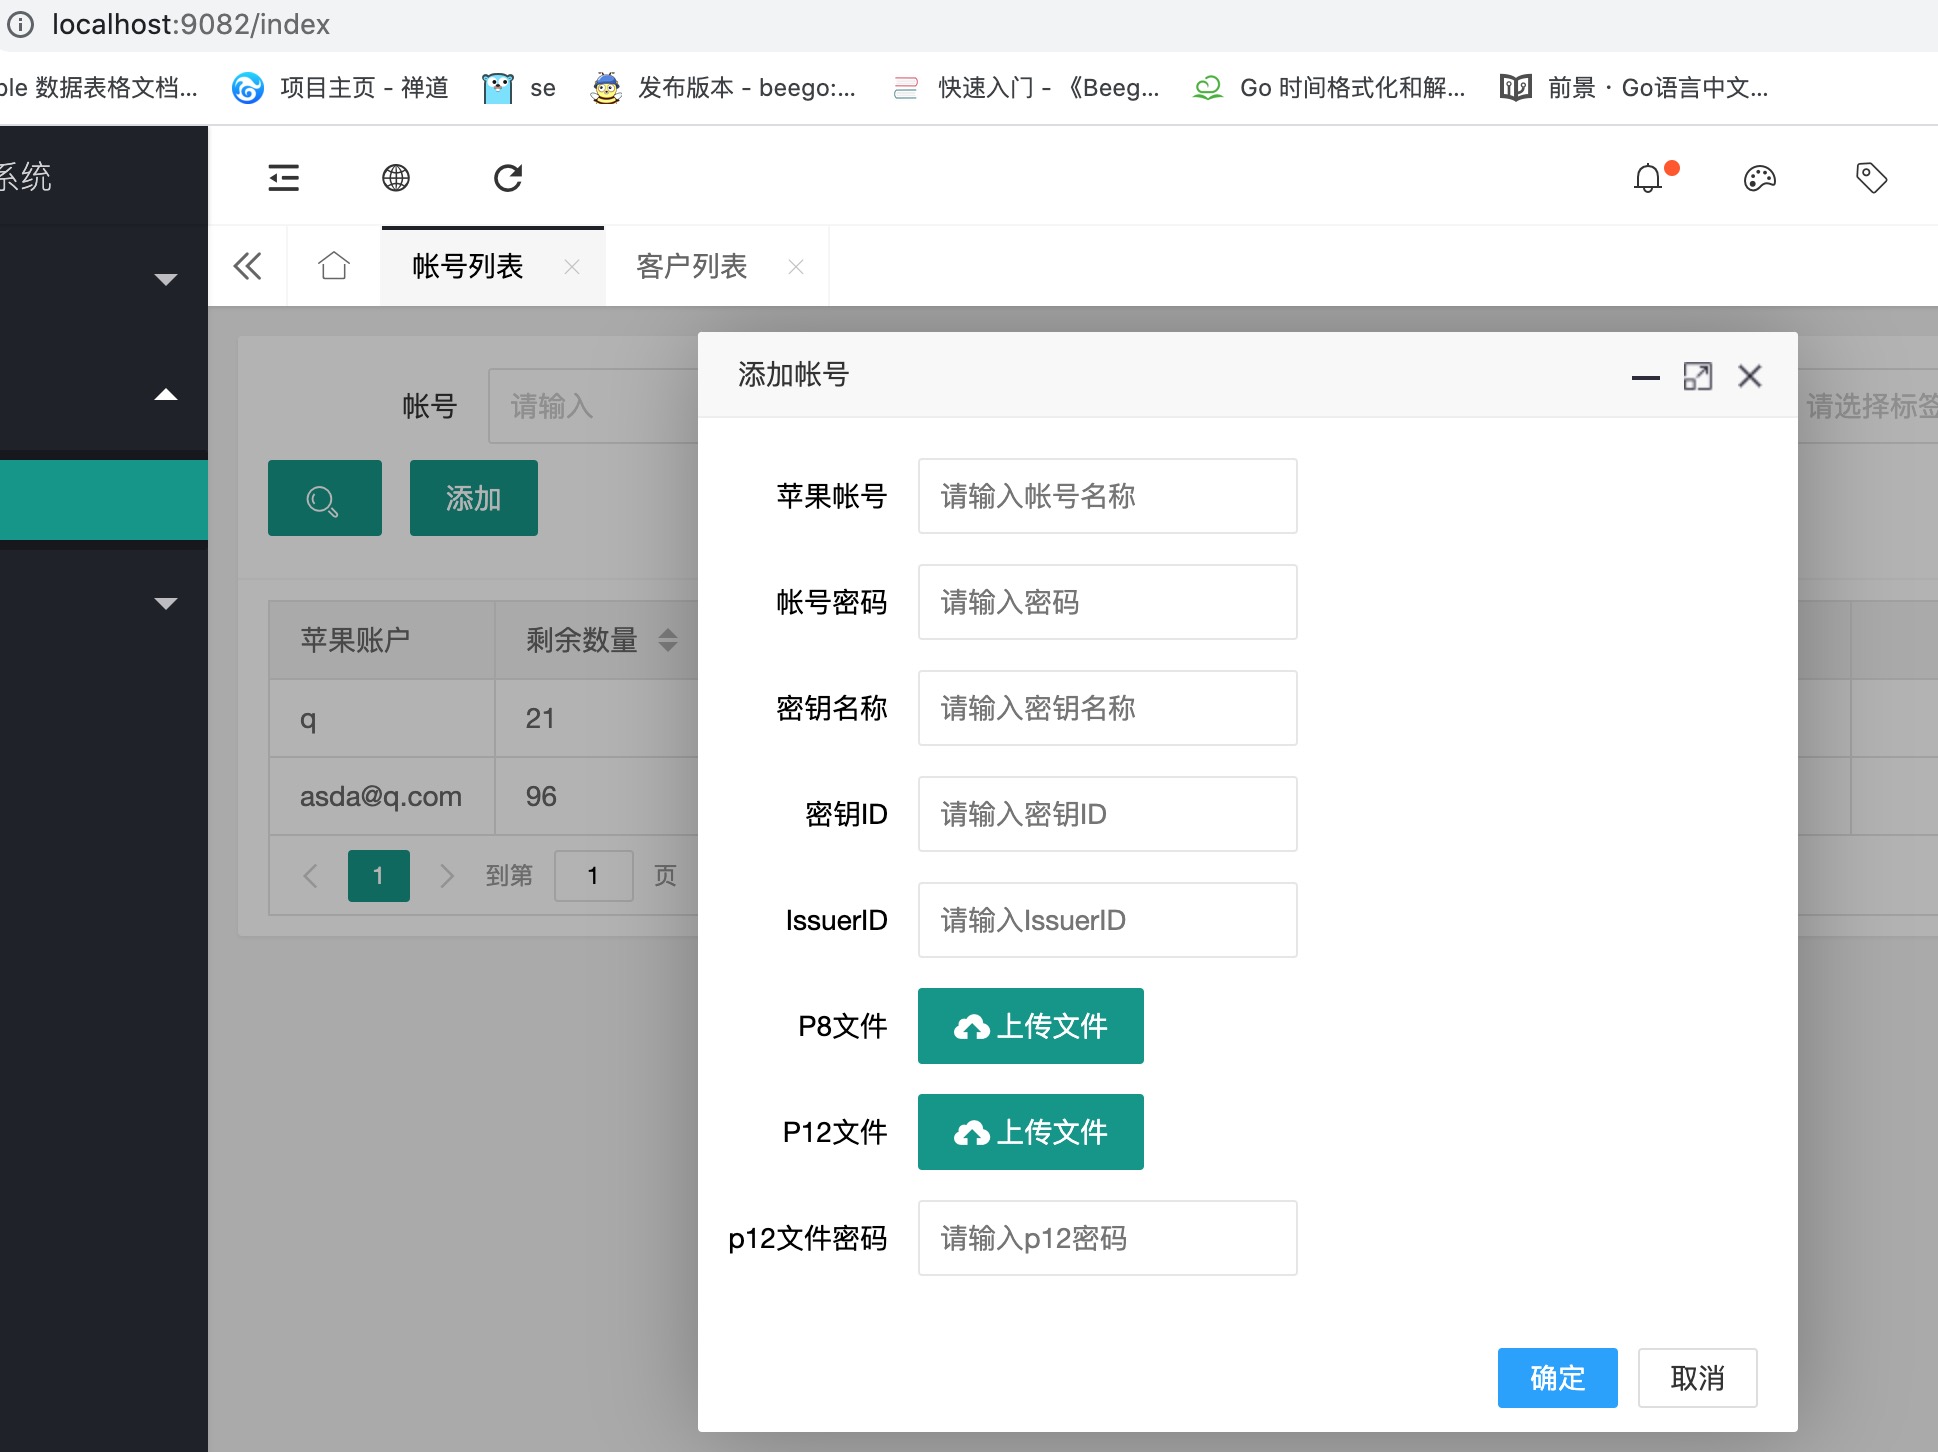 localhost:9082/index
ple 数据表格文档...
项目主页 - 禅道
se
发布版本 - beego:...
快速入门 - 《Beeg...
Go 时间格式化和解...
前景 · Go语言中文...
系统
帐号列表
客户列表
帐号
请输入
请选择标签
添加
苹果账户
剩余数量
q
21
asda@q.com
96
1
到第
1
页
添加帐号
苹果帐号
请输入帐号名称
帐号密码
请输入密码
密钥名称
请输入密钥名称
密钥ID
请输入密钥ID
IssuerID
请输入IssuerID
P8文件
上传文件
P12文件
上传文件
p12文件密码
请输入p12密码
确定
取消